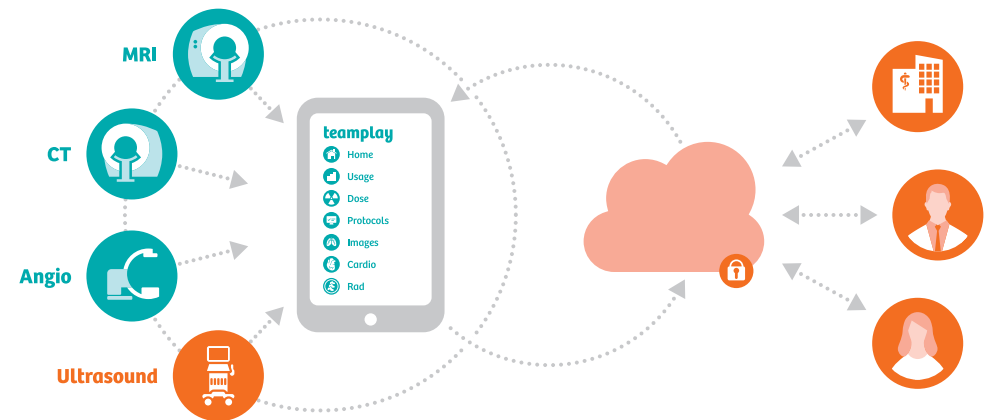 MRI
CT
Angio
Ultrasound
teamplay
Home
Usage
Dose
Protocols
Images
Cardio
Rad
$